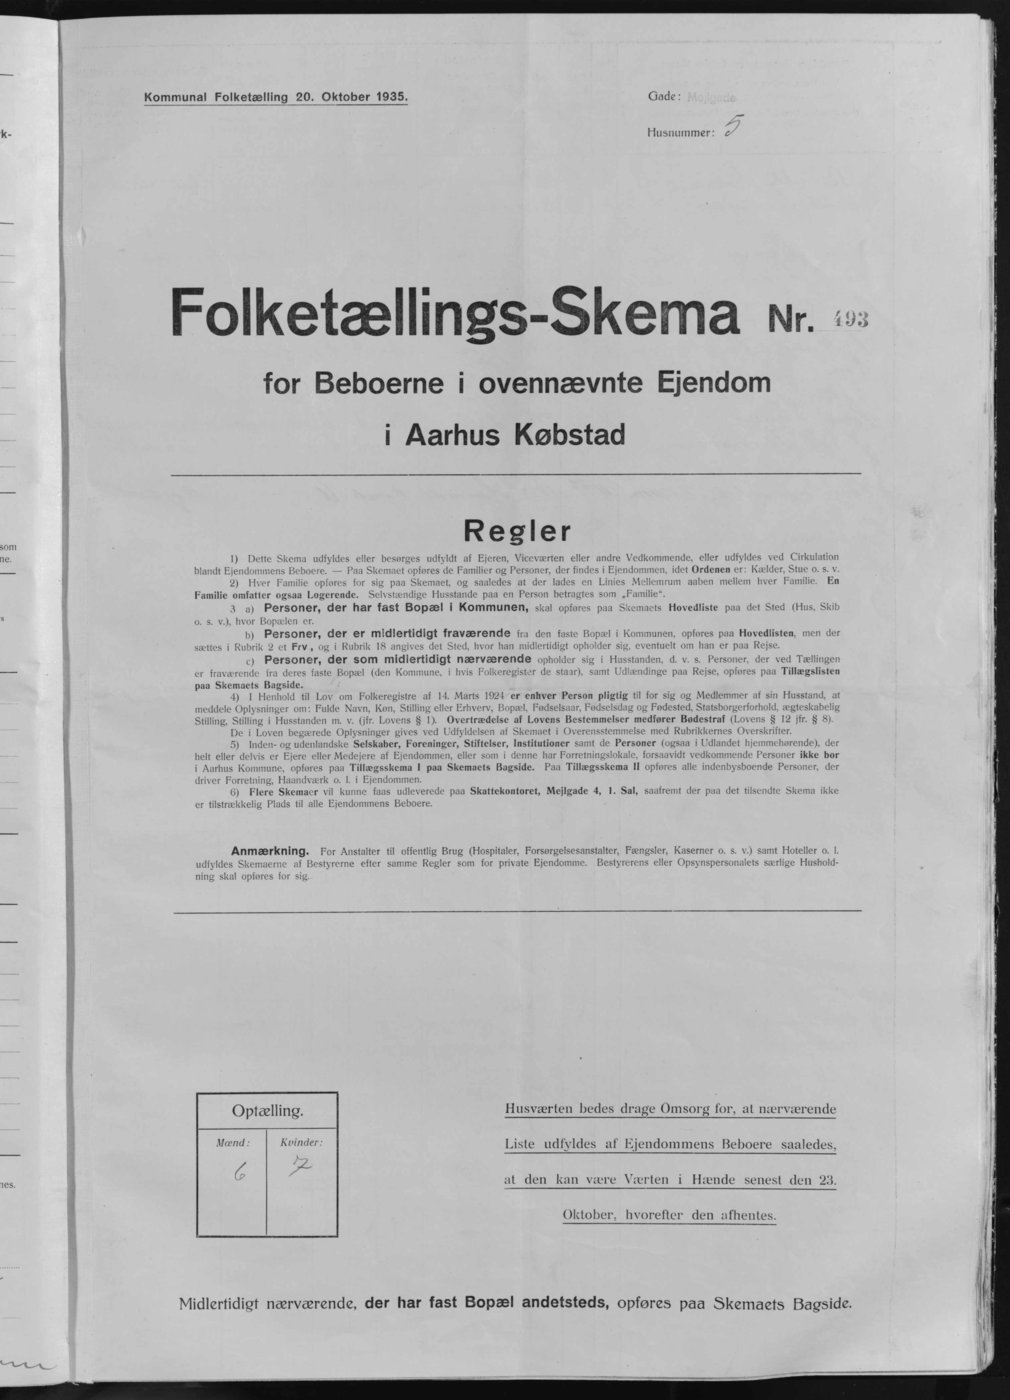 Kommunal Folketælling 20. Oktober 1935.
Gade: Mejlgade
Husnummer: 5
Folketællings-Skema Nr. 493
for Beboerne i ovennævnte Ejendom
i Aarhus Købstad
Regler
1) Dette Skema udfyldes eller besørges udfyldt af Ejeren, Viceværten eller andre Vedkommende, eller udfyldes ved Cirkulation
blandt Ejendommens Beboere. — Paa Skemaet opføres de Familier og Personer, der findes i Ejendommen, idet Ordenen er: Kælder, Stue o. s. v.
2) Hver Familie opføres for sig paa Skemaet, og saaledes at der lades en Linies Mellemrum aaben mellem hver Familie. En
Familie omfatter ogsaa Logerende. Selvstændige Husstande paa en Person betragtes som „Familie“.
3 a) Personer, der har fast Bopæl i Kommunen, skal opføres paa Skemaets Hovedliste paa det Sted (Hus, Skib
o. s. v.), hvor Bopælen er.
b) Personer, der er midlertidigt fraværende fra den faste Bopæl i Kommunen, opføres paa Hovedlisten, men der
sættes i Rubrik 2 et Frv, og i Rubrik 18 angives det Sted, hvor han midlertidigt opholder sig, eventuelt om han er paa Rejse.
c) Personer, der som midlertidigt nærværende opholder sig i Husstanden, d. v. s. Personer, der ved Tællingen
er fraværende fra deres faste Bopæl (den Kommune, i hvis Folkeregister de staar), samt Udlændinge paa Rejse, opføres paa Tillægslisten
paa Skemaets Bagside.
4) I Henhold til Lov om Folkeregistre af 14. Marts 1924 er enhver Person pligtig til for sig og Medlemmer af sin Husstand, at
meddele Oplysninger om: Fulde Navn, Køn, Stilling eller Erhverv, Bopæl, Fødselsaar, Fødselsdag og Fødested, Statsborgerforhold, ægteskabelig
Stilling, Stilling i Husstanden m. v. (jfr. Lovens § 1). Overtrædelse af Lovens Bestemmelser medfører Bødestraf (Lovens § 12 jfr. § 8).
De i Loven begærede Oplysninger gives ved Udfyldelsen af Skemaet i Overensstemmelse med Rubrikkernes Overskrifter.
5) Inden- og udenlandske Selskaber, Foreninger, Stiftelser, Institutioner samt de Personer (ogsaa i Udlandet hjemmehørende), der
helt eller delvis er Ejere eller Medejere af Ejendommen, eller som i denne har Forretningslokale, forsaavidt vedkommende Personer ikke bor
i Aarhus Kommune, opføres paa Tillægsskema I paa Skemaets Bagside. Paa Tillægsskema II opføres alle indenbysboende Personer, der
driver Forretning, Haandværk o. l. i Ejendommen.
6) Flere Skemaer vil kunne faas udleverede paa Skattekontoret, Mejlgade 4, 1. Sal, saafremt der paa det tilsendte Skema ikke
er tilstrækkelig Plads til alle Ejendommens Beboere.
Anmærkning. For Anstalter til offentlig Brug (Hospitaler, Forsørgelsesanstalter, Fængsler, Kaserner o. s. v.) samt Hoteller o. l.
udfyldes Skemaerne af Bestyrerne efter samme Regler som for private Ejendomme. Bestyrerens eller Opsynspersonalets særlige Hushold-
ning skal opføres for sig.
Optælling.
Mænd: Kvinder:
6 7
Husværten bedes drage Omsorg for, at nærværende
Liste udfyldes af Ejendommens Beboere saaledes,
at den kan være Værten i Hænde senest den 23.
Oktober, hvorefter den afhentes.
Midlertidigt nærværende, der har fast Bopæl andetsteds, opføres paa Skemaets Bagside.